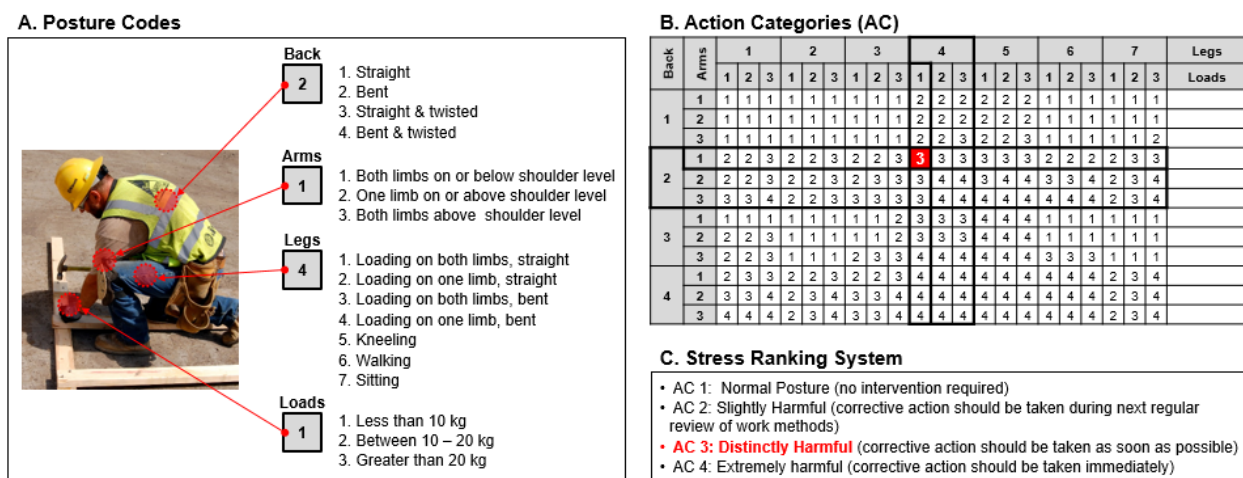 A. Posture Codes
Back
2
1. Straight
2. Bent
3. Straight & twisted
4. Bent & twisted
Arms
1
1. Both limbs on or below shoulder level
2. One limb on or above shoulder level
3. Both limbs above shoulder level
Legs
4
1. Loading on both limbs, straight
2. Loading on one limb, straight
3. Loading on both limbs, bent
4. Loading on one limb, bent
5. Kneeling
6. Walking
7. Sitting
Loads
1
1. Less than 10 kg
2. Between 10 – 20 kg
3. Greater than 20 kg
B. Action Categories (AC)
Back Arms 1 2 3 4 5 6 7 Legs
1 2 3 1 2 3 1 2 3 1 2 3 1 2 3 1 2 3 1 2 3 Loads
1 1 1 1 1 1 1 1 1 1 1 2 2 2 2 2 2 1 1 1 1 1 1
2 1 1 1 1 1 1 1 1 1 2 2 2 2 2 2 1 1 1 1 1 1
3 1 1 1 1 1 1 1 1 1 2 2 3 2 2 3 1 1 1 1 1 2
2 1 2 2 3 2 2 3 2 2 3 3 3 3 3 3 3 2 2 2 2 3 3
2 2 2 3 2 2 3 2 3 3 3 4 4 3 4 4 3 3 4 2 3 4
3 3 3 4 2 2 3 3 3 3 3 4 4 4 4 4 4 4 4 2 3 4
3 1 1 1 1 1 1 1 1 1 2 3 3 3 4 4 4 1 1 1 1 1 1
2 2 2 3 1 1 1 1 1 2 3 3 3 4 4 4 3 1 1 1 1 1
3 2 2 3 1 1 1 2 3 3 4 4 4 4 4 4 3 3 3 1 1 1
4 1 2 3 3 2 2 3 2 2 3 4 4 4 4 4 4 4 4 4 2 3 4
2 3 3 4 2 3 4 3 3 4 4 4 4 4 4 4 4 4 4 2 3 4
3 4 4 4 2 3 4 3 3 4 4 4 4 4 4 4 4 4 4 2 3 4
C. Stress Ranking System
• AC 1: Normal Posture (no intervention required)
• AC 2: Slightly Harmful (corrective action should be taken during next regular
review of work methods)
• AC 3: Distinctly Harmful (corrective action should be taken as soon as possible)
• AC 4: Extremely harmful (corrective action should be taken immediately)